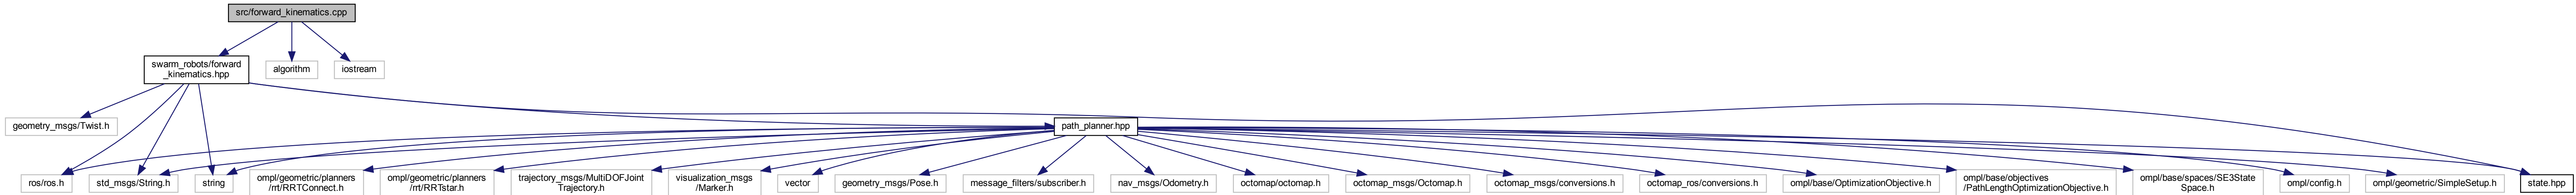 src/forward_kinematics.cpp
swarm_robots/forward
_kinematics.hpp
algorithm
iostream
geometry_msgs/Twist.h
path_planner.hpp
ros/ros.h
std_msgs/String.h
string
ompl/geometric/planners
/rrt/RRTConnect.h
ompl/geometric/planners
/rrt/RRTstar.h
trajectory_msgs/MultiDOFJoint
Trajectory.h
visualization_msgs
/Marker.h
vector
geometry_msgs/Pose.h
message_filters/subscriber.h
nav_msgs/Odometry.h
octomap/octomap.h
octomap_msgs/Octomap.h
octomap_msgs/conversions.h
octomap_ros/conversions.h
ompl/base/OptimizationObjective.h
ompl/base/objectives
/PathLengthOptimizationObjective.h
ompl/base/spaces/SE3State
Space.h
ompl/config.h
ompl/geometric/SimpleSetup.h
state.hpp